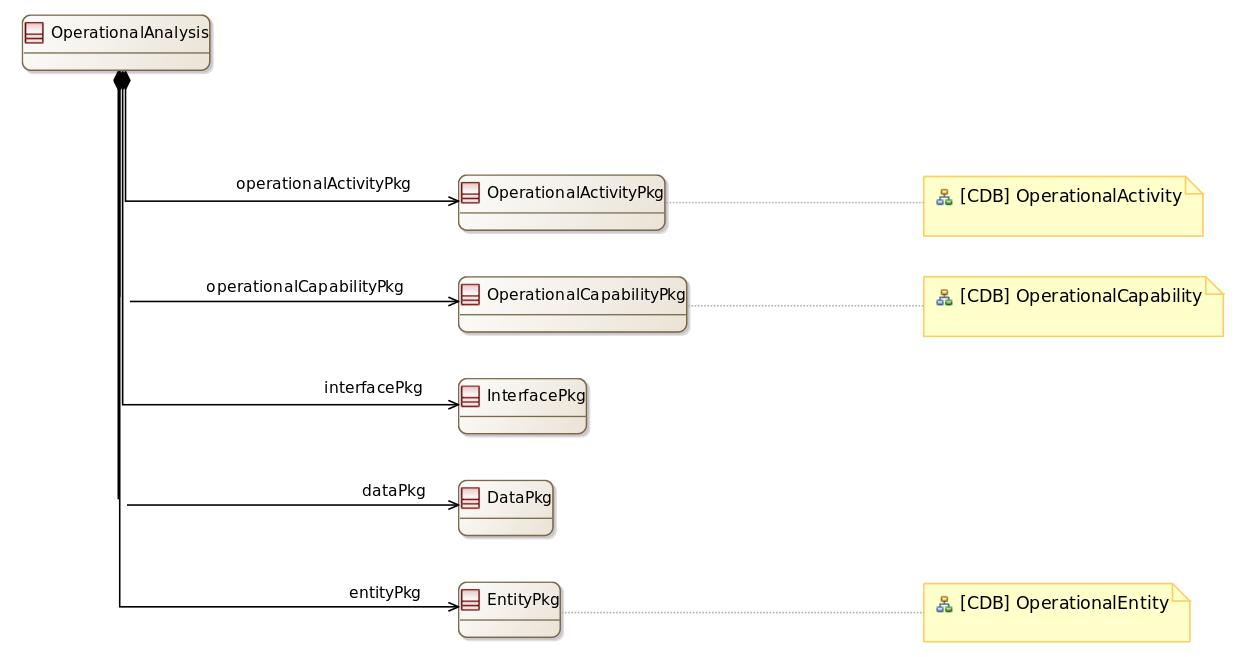 OperationalAnalysis
operationalActivityPkg
OperationalActivityPkg
[CDB] OperationalActivity
operationalCapabilityPkg
OperationalCapabilityPkg
[CDB] OperationalCapability
interfacePkg
InterfacePkg
dataPkg
DataPkg
entityPkg
EntityPkg
[CDB] OperationalEntity